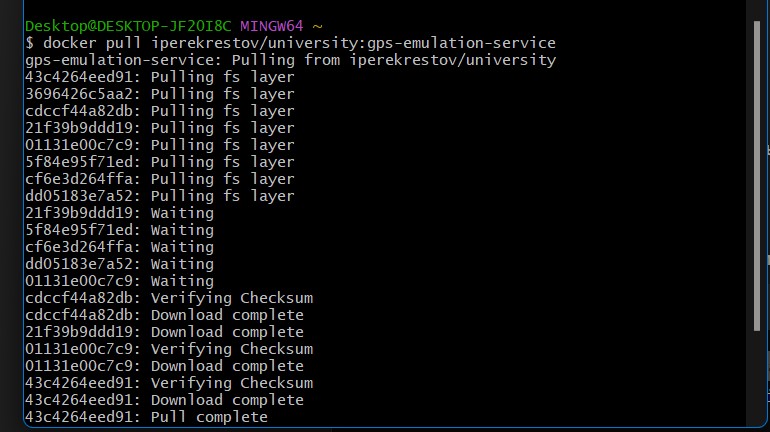 Desktop@DESKTOP-JF2OI8C MINGW64 ~
$ docker pull iperekrestov/university:gps-emulation-service
gps-emulation-service: Pulling from iperekrestov/university
43c4264eed91: Pulling fs layer
3696426c5aa2: Pulling fs layer
cdccf44a82db: Pulling fs layer
21f39b9ddd19: Pulling fs layer
01131e00c7c9: Pulling fs layer
5f84e95f71ed: Pulling fs layer
cf6e3d264ffa: Pulling fs layer
dd05183e7a52: Pulling fs layer
21f39b9ddd19: Waiting
5f84e95f71ed: Waiting
cf6e3d264ffa: Waiting
dd05183e7a52: Waiting
01131e00c7c9: Waiting
cdccf44a82db: Verifying Checksum
cdccf44a82db: Download complete
21f39b9ddd19: Download complete
01131e00c7c9: Verifying Checksum
01131e00c7c9: Download complete
43c4264eed91: Verifying Checksum
43c4264eed91: Download complete
43c4264eed91: Pull complete